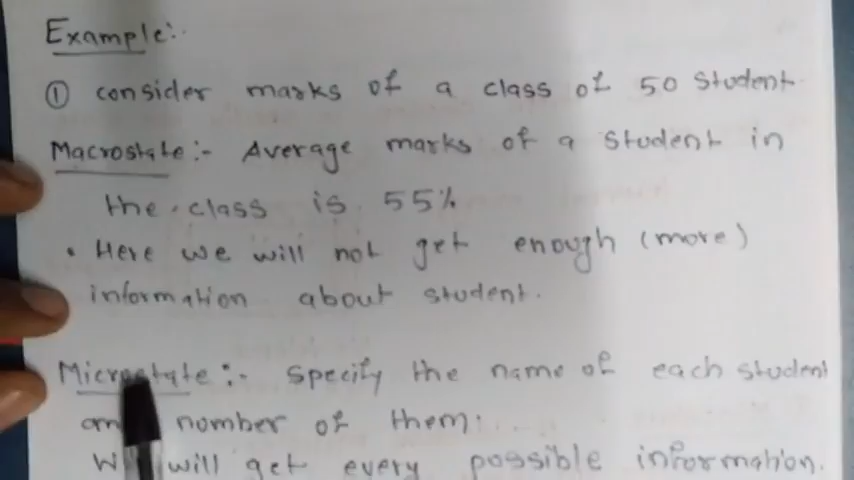 Example:-
① consider marks of a class of 50 student
Macrostate :- Average marks of a student in
the class is 55%
• Here we will not get enough (more)
information about student.
Microstate :- specify the name of each student
number of them.
will get every possible information.